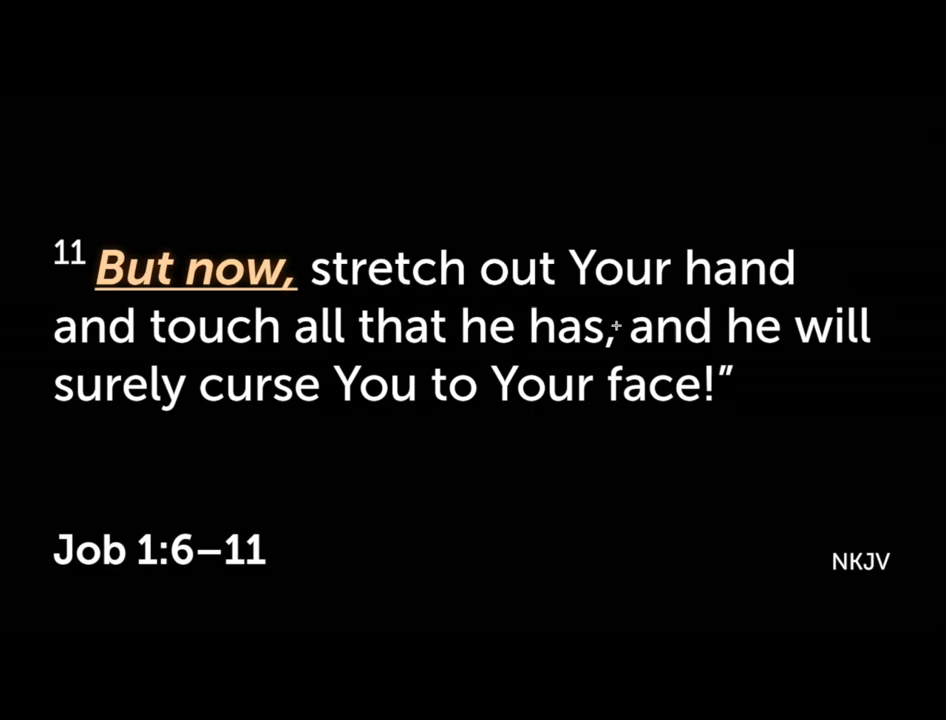 11 But now, stretch out Your hand
and touch all that he has, and he will
surely curse You to Your face!”
Job 1:6–11
NKJV